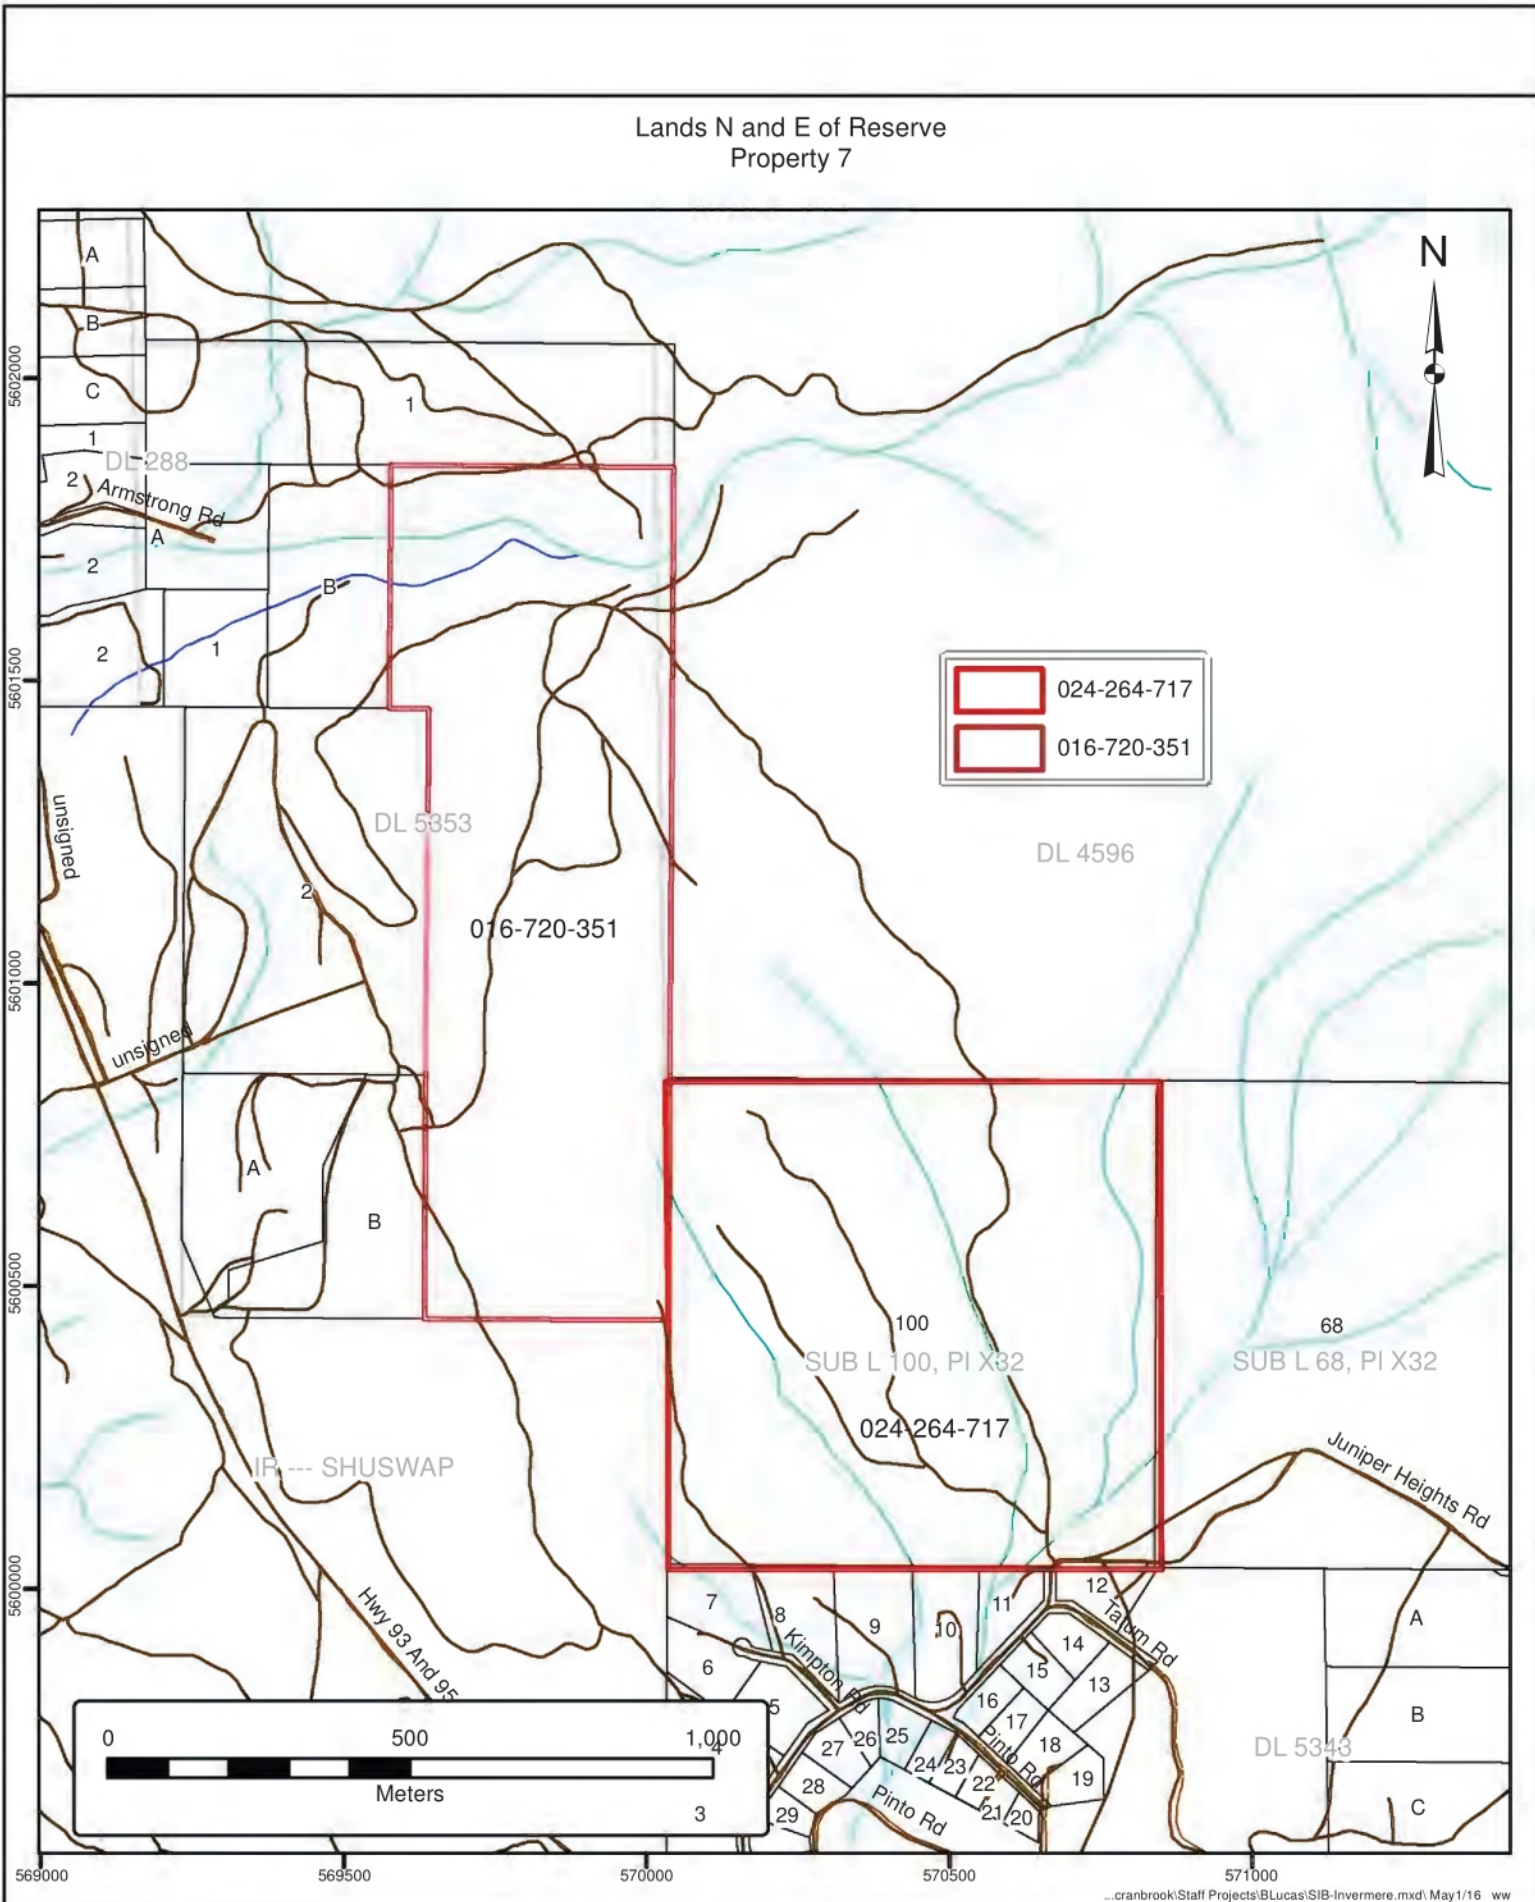 Lands N and E of Reserve
Property 7
N
A
B
C
1
1
DL 288
2
Armstrong Rd
A
2
B
2
1
024-264-717
016-720-351
unsigned
DL 5353
DL 4596
2
016-720-351
unsigned
A
B
100
68
SUB L 100, Pl X32
SUB L 68, Pl X32
024-264-717
Juniper Heights Rd
IR --- SHUSWAP
Hwy 93 And 95
7
8
9
10
11
12
Tatum Rd
A
6
Kimpton Rd
14
15
13
5
16
17
B
26
25
18
DL 5343
27
24
23
Pinto Rd
22
19
28
Pinto Rd
21
20
C
29
0
500
1,000
4
Meters
3
5602000
5601500
5601000
5600500
5600000
569000
569500
570000
570500
571000
...cranbrook\Staff Projects\BLucas\SIB-Invermere.mxd\ May1/16 ww